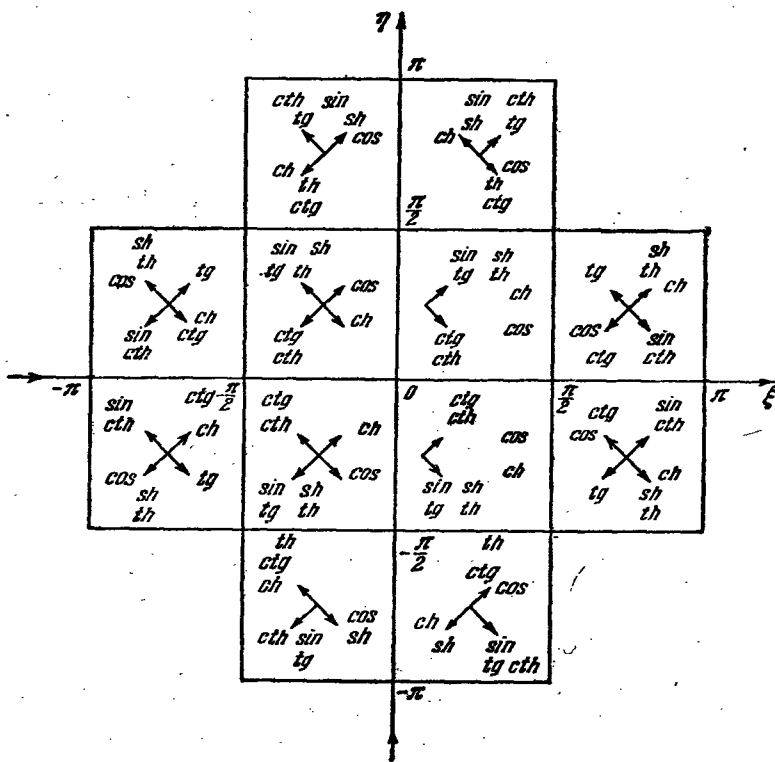 η
π
cth sin
tg sh
cos
ch
th
ctg
sin cth
ch sh tg
cos
th
ctg
π/2
sh
th
cos tg
sin ch
cth ctg
sin sh
tg th cos
ctg ch
cth
sin sh
tg th
ch
ctg cos
cth
sh
tg th ch
cos sin
ctg cth
-π
-π/2
0
π/2
π
ξ
sin ctg
cth ch
cos tg
sh
th
ctg
cth ch
sin sh cos
tg th
ctg
cth cos
ch
sin sh
tg th
ctg sin
cos cth
tg ch
sh
th
-π/2
th
ctg
ch
cos
cth sin sh
tg
th
ctg cos
ch
sh sin
tg cth
-π